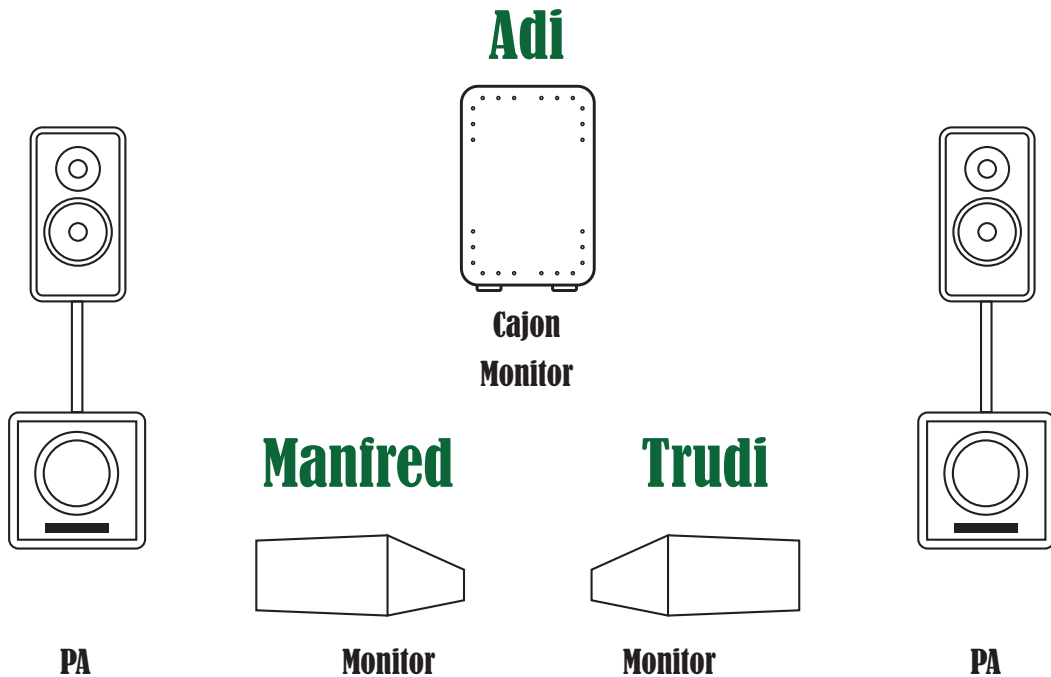 Adi
Cajon
Monitor
Manfred
Trudi
PA
Monitor
Monitor
PA